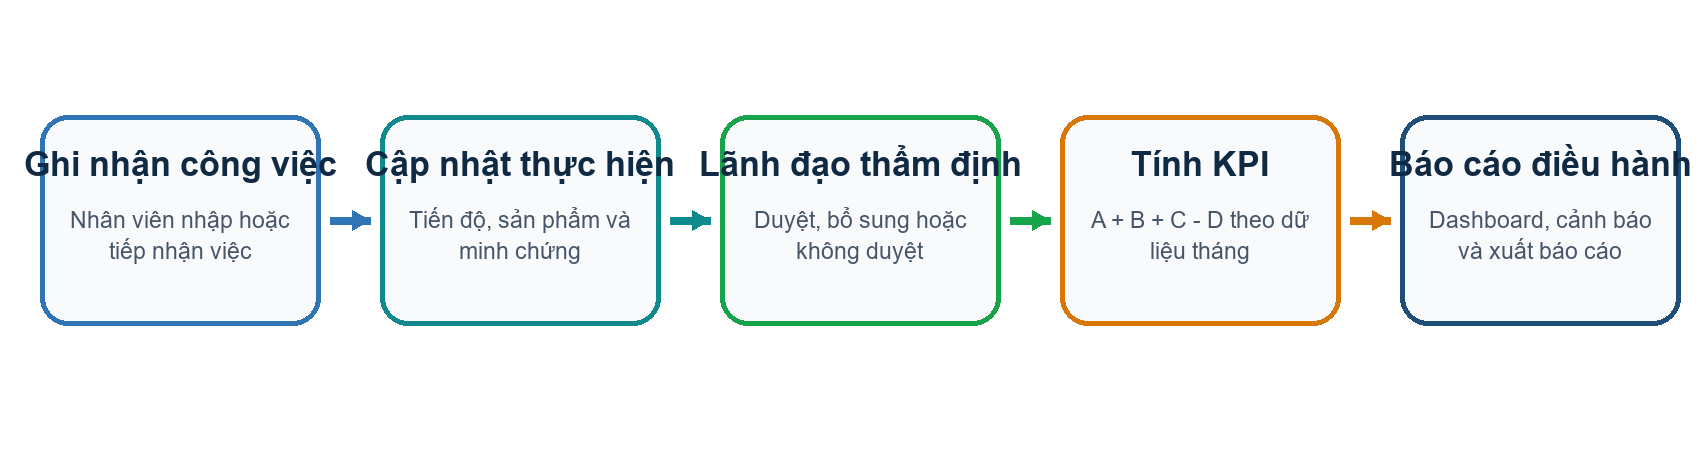 Ghi nhận công việc
Nhân viên nhập hoặc
tiếp nhận việc
Cập nhật thực hiện
Tiến độ, sản phẩm và
minh chứng
Lãnh đạo thẩm định
Duyệt, bổ sung hoặc
không duyệt
Tính KPI
A + B + C - D theo dữ
liệu tháng
Báo cáo điều hành
Dashboard, cảnh báo
và xuất báo cáo